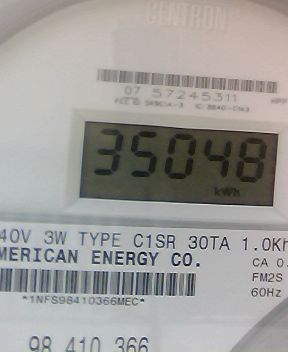 CENTRON
07 57245311
35048
kWh
40V 3W TYPE C1SR 30TA 1.0Kh
MERICAN ENERGY CO.
CA 0.
FM2S
60Hz
*1NFS98410366MEC*
98 410 366